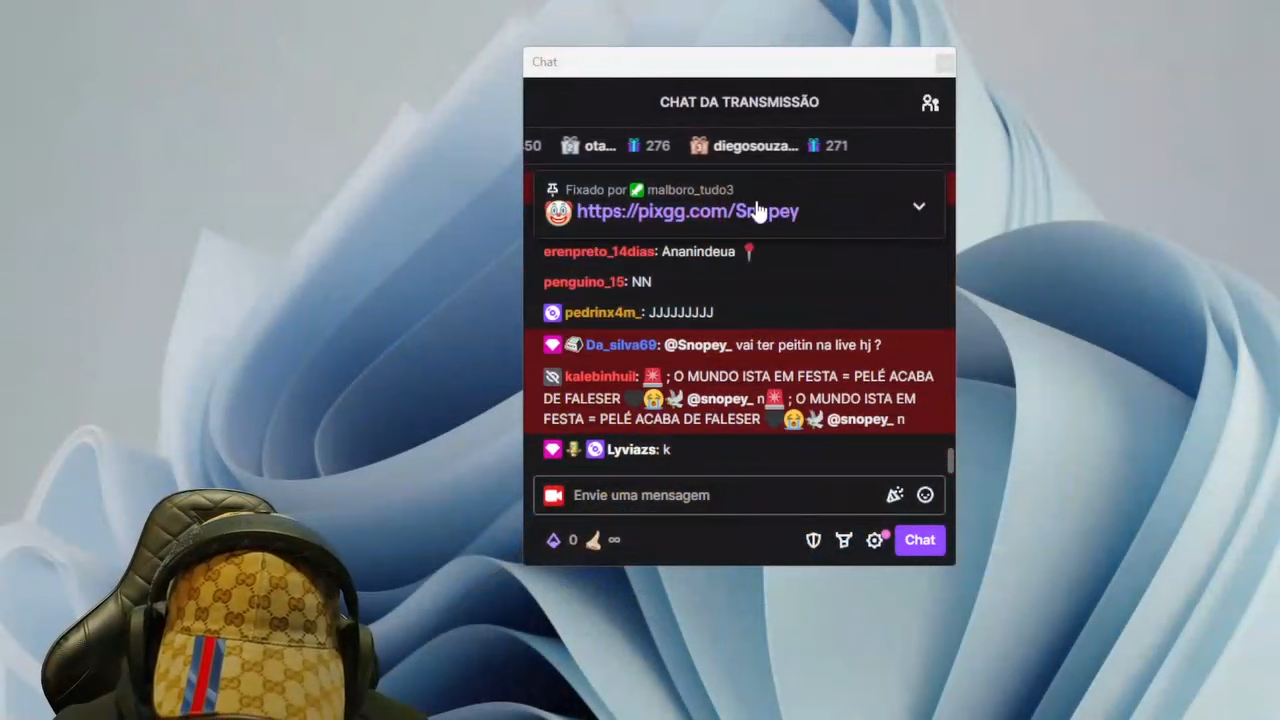 Chat
CHAT DA TRANSMISSÃO
50 ota... 276 diegosouza... 271
Fixado por malboro_tudo3
https://pixgg.com/Snopey
erenpreto_14dias: Ananindeua
penguino_15: NN
pedrinx4m_: JJJJJJJJJ
Da_silva69: @Snopey_ vai ter peitin na live hj ?
kalebinhuil: 🚨 ; O MUNDO ISTA EM FESTA = PELÉ ACABA
DE FALESER 🖤😭🕊 @snopey_ n🚨 ; O MUNDO ISTA EM
FESTA = PELÉ ACABA DE FALESER 🖤😭🕊 @snopey_ n
Lyviazs: k
Envie uma mensagem
0 ∞ Chat